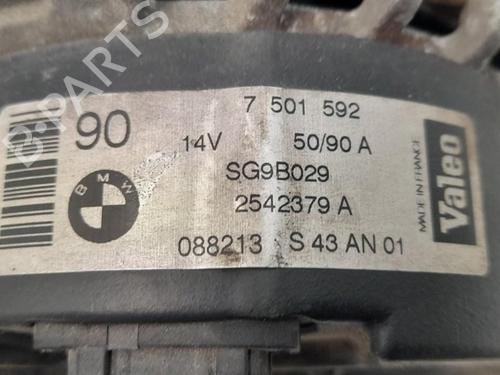 90
7 501 592
14V 50/90 A
SG9B029
2542379 A
088213 S 43 AN 01
BMW
MADE IN FRANCE
Valeo
B-PARTS